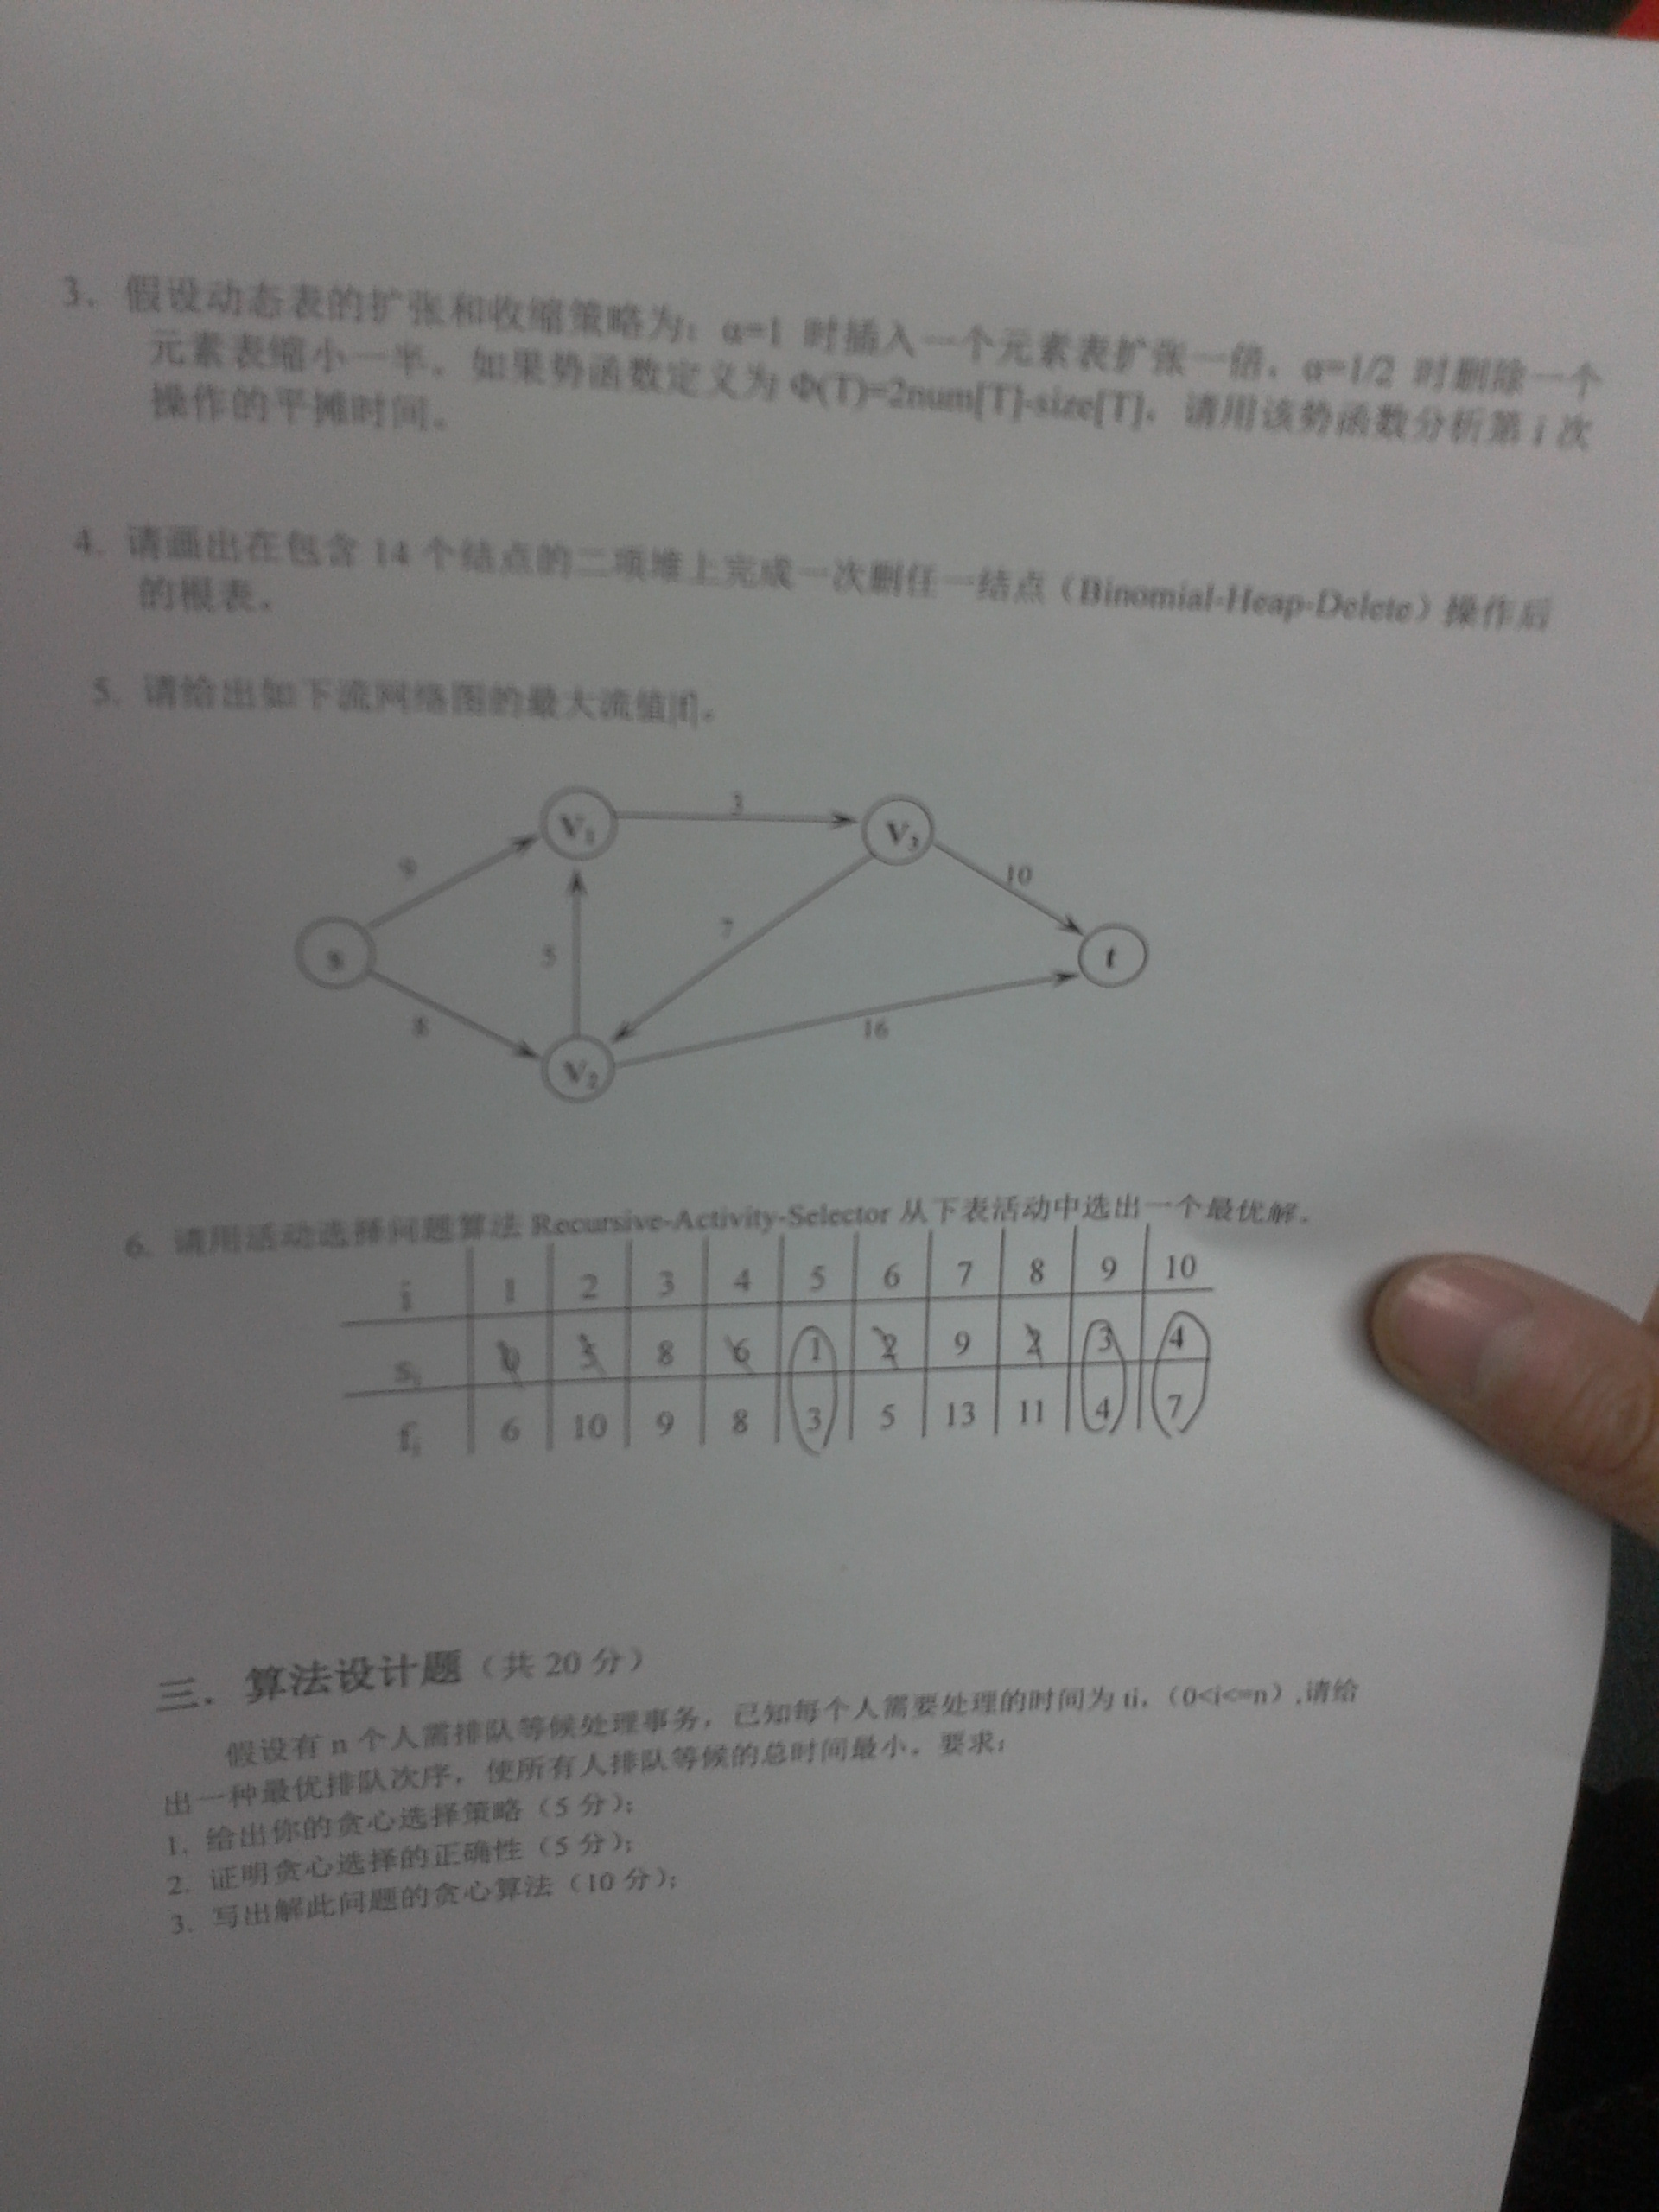 3. 假设动态表的扩张和收缩策略为：α=1 时插入一个元素表扩张一倍，α=1/2 时删除一个
元素表缩小一半。如果势函数定义为 Φ(T)=2num[T]-size[T]，请用该势函数分析第 i 次
操作的平摊时间。
4. 请画出在包含 14 个结点的二项堆上完成一次删任一结点（Binomial-Heap-Delete）操作后
的根表。
5. 请给出如下流网络图的最大流值|f|。
V1 3 V3
9 10
s 5 7 t
8 16
V2
6. 请用活动选择问题算法 Recursive-Activity-Selector 从下表活动中选出一个最优解。
i 1 2 3 4 5 6 7 8 9 10
si 8 6 1 2 9 2 3 4
fi 6 10 9 8 3 5 13 11 4 7
三．算法设计题（共 20 分）
假设有 n 个人需排队等候处理事务，已知每个人需要处理的时间为 ti，（0<i<=n）,请给
出一种最优排队次序，使所有人排队等候的总时间最小。要求：
1. 给出你的贪心选择策略（5 分）；
2. 证明贪心选择的正确性（5 分）；
3. 写出解此问题的贪心算法（10 分）；